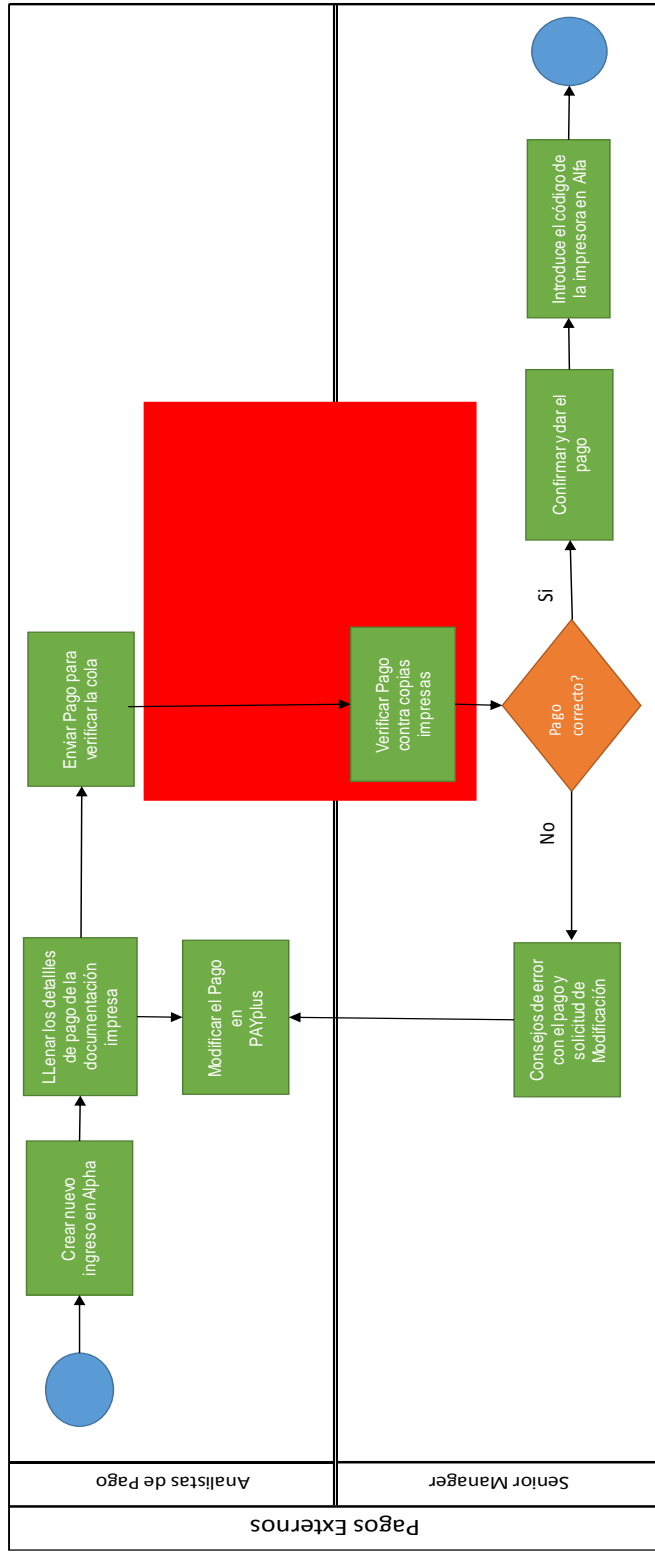 Pagos Externos
Analistas de Pago
Senior Manager
Crear nuevo
ingreso en Alpha
LLenar los detallles
de pago de la
documentación
impresa
Enviar Pago para
verificar la cola
Modificar el Pago
en
PAYplus
Verificar Pago
contra copias
impresas
Pago
correcto?
No
Si
Consejos de error
con el pago y
solicitud de
Modificación
Confirmar y dar el
pago
Introduce el código de
la impresora en Alfa